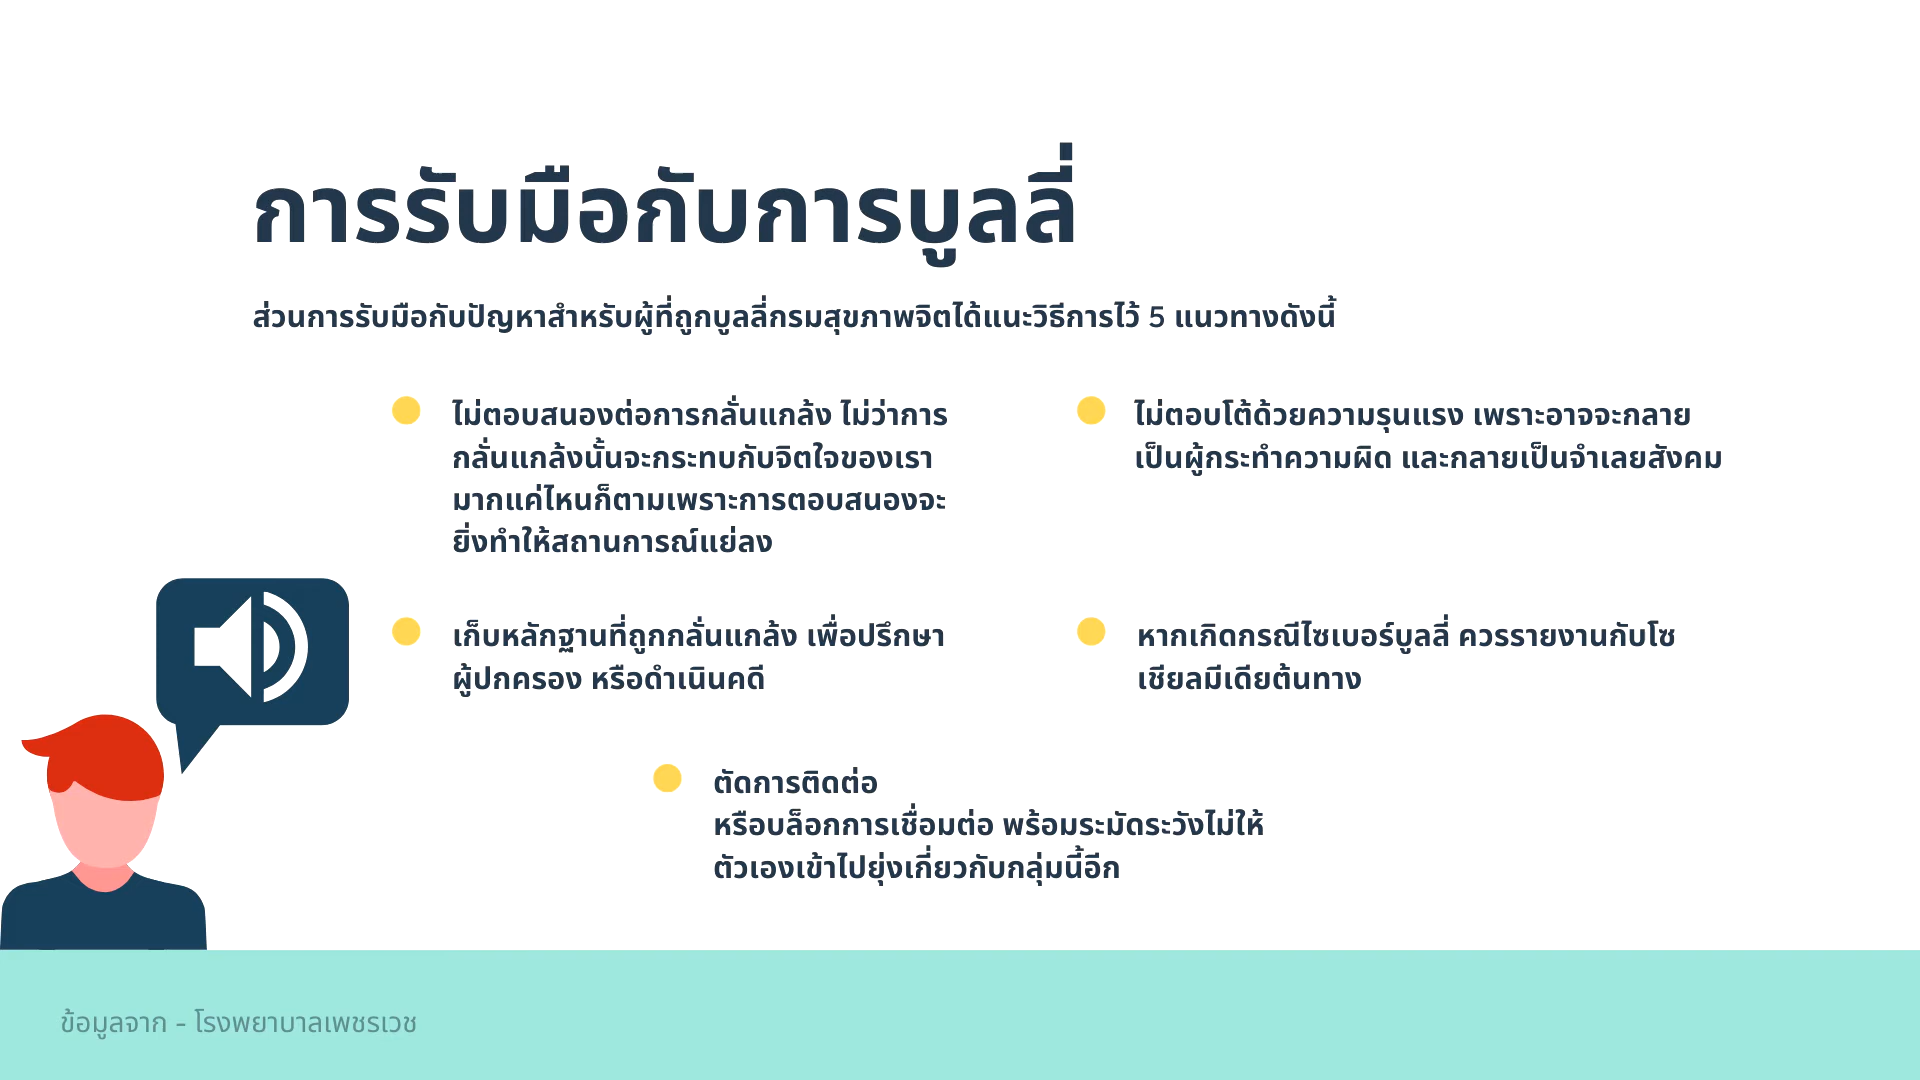 การรับมือกับการบูลลี่
ส่วนการรับมือกับปัญหาสำหรับผู้ที่ถูกบูลลี่กรมสุขภาพจิตได้แนะวิธีการไว้ 5 แนวทางดังนี้
ไม่ตอบสนองต่อการกลั่นแกล้ง ไม่ว่าการ
กลั่นแกล้งนั้นจะกระทบกับจิตใจของเรา
มากแค่ไหนก็ตามเพราะการตอบสนองจะ
ยิ่งทำให้สถานการณ์แย่ลง
ไม่ตอบโต้ด้วยความรุนแรง เพราะอาจจะกลาย
เป็นผู้กระทำความผิด และกลายเป็นจำเลยสังคม
เก็บหลักฐานที่ถูกกลั่นแกล้ง เพื่อปรึกษา
ผู้ปกครอง หรือดำเนินคดี
หากเกิดกรณีไซเบอร์บูลลี่ ควรรายงานกับโซ
เชียลมีเดียต้นทาง
ตัดการติดต่อ
หรือบล็อกการเชื่อมต่อ พร้อมระมัดระวังไม่ให้
ตัวเองเข้าไปยุ่งเกี่ยวกับกลุ่มนี้อีก
ข้อมูลจาก - โรงพยาบาลเพชรเวช